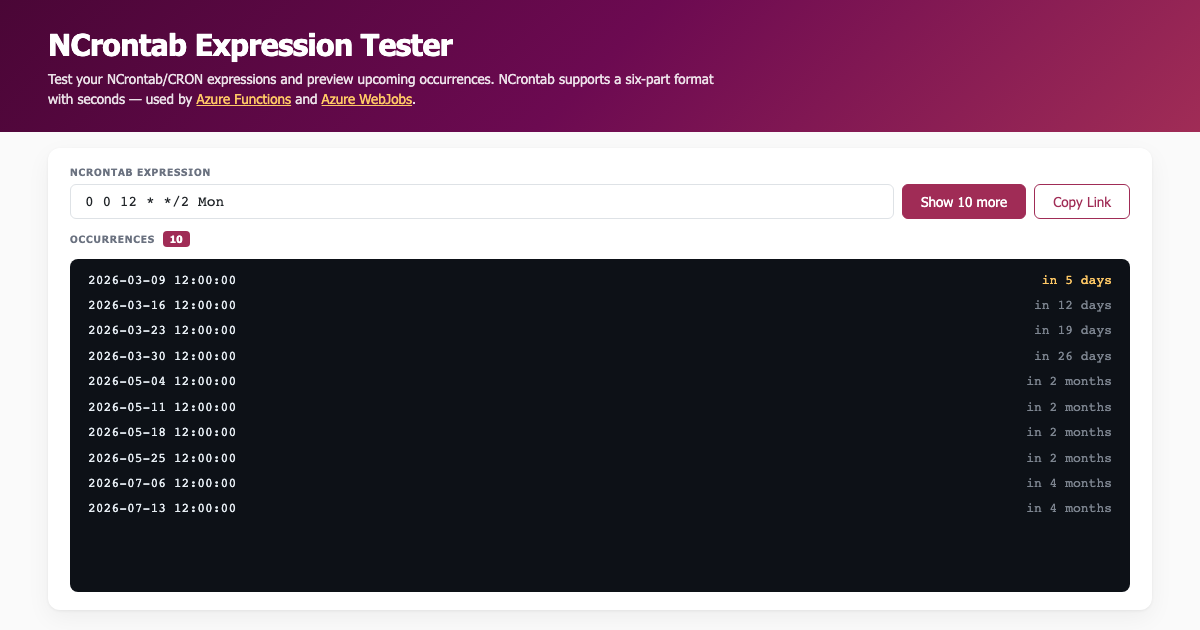 NCrontab Expression Tester
Test your NCrontab/CRON expressions and preview upcoming occurrences. NCrontab supports a six-part format
with seconds — used by Azure Functions and Azure WebJobs.
NCRONTAB EXPRESSION
0 0 12 * */2 Mon
Show 10 more
Copy Link
OCCURRENCES 10
2026-03-09 12:00:00 in 5 days
2026-03-16 12:00:00 in 12 days
2026-03-23 12:00:00 in 19 days
2026-03-30 12:00:00 in 26 days
2026-05-04 12:00:00 in 2 months
2026-05-11 12:00:00 in 2 months
2026-05-18 12:00:00 in 2 months
2026-05-25 12:00:00 in 2 months
2026-07-06 12:00:00 in 4 months
2026-07-13 12:00:00 in 4 months